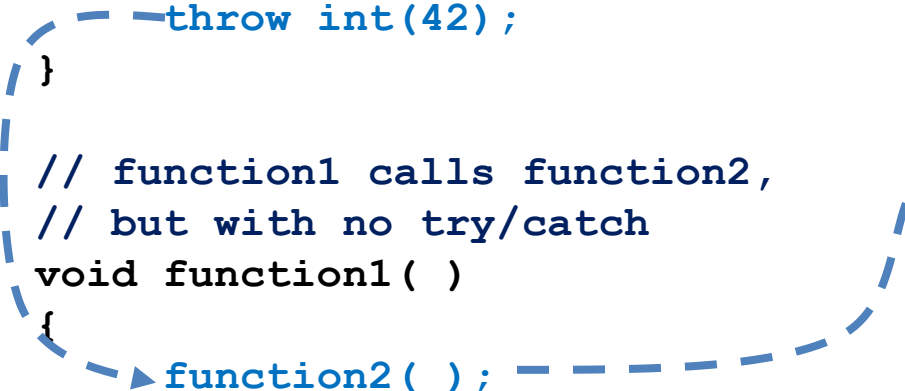 throw int(42);
}
// function1 calls function2,
// but with no try/catch
void function1( )
{
function2( );